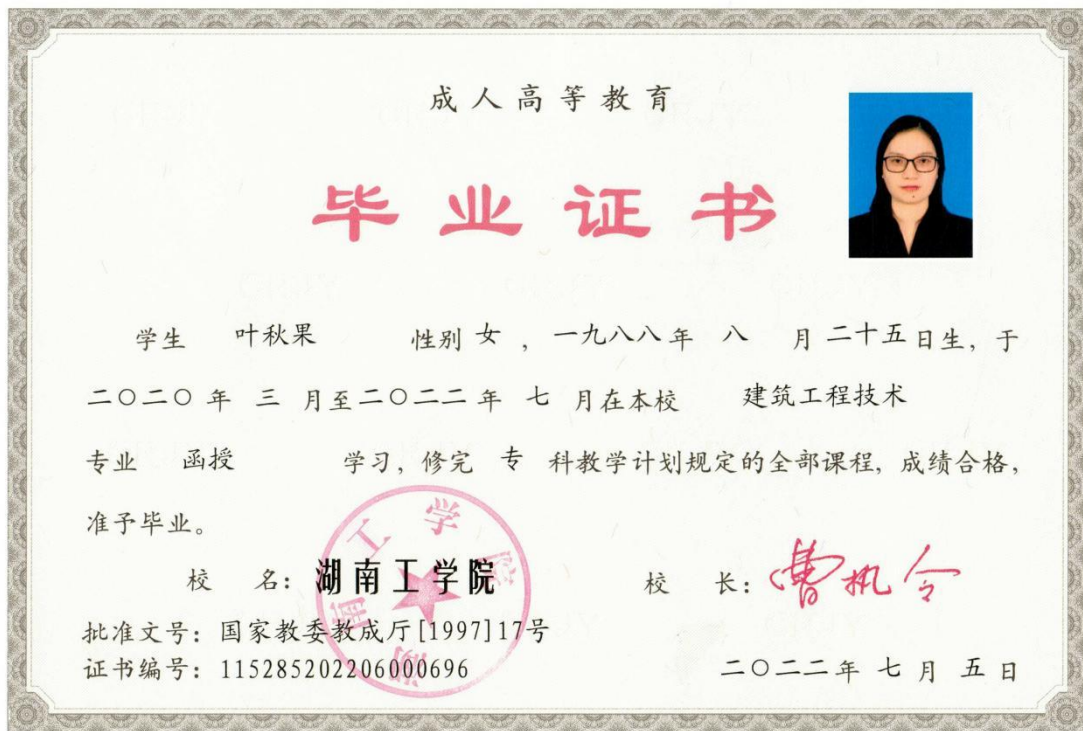 成人高等教育
毕业证书
学生 叶秋果 性别 女 ，一九八八年 八 月 二十五日生，于
二〇二〇 年 三 月至二〇二二 年 七 月在本校 建筑工程技术
专业 函授 学习，修完 专 科教学计划规定的全部课程，成绩合格，
准予毕业。
校 名：湖南工学院
湖南工学院
校 长：曹执令
批准文号：国家教委教成厅[1997]17号
证书编号：115285202206000696
二〇二二年 七 月 五 日